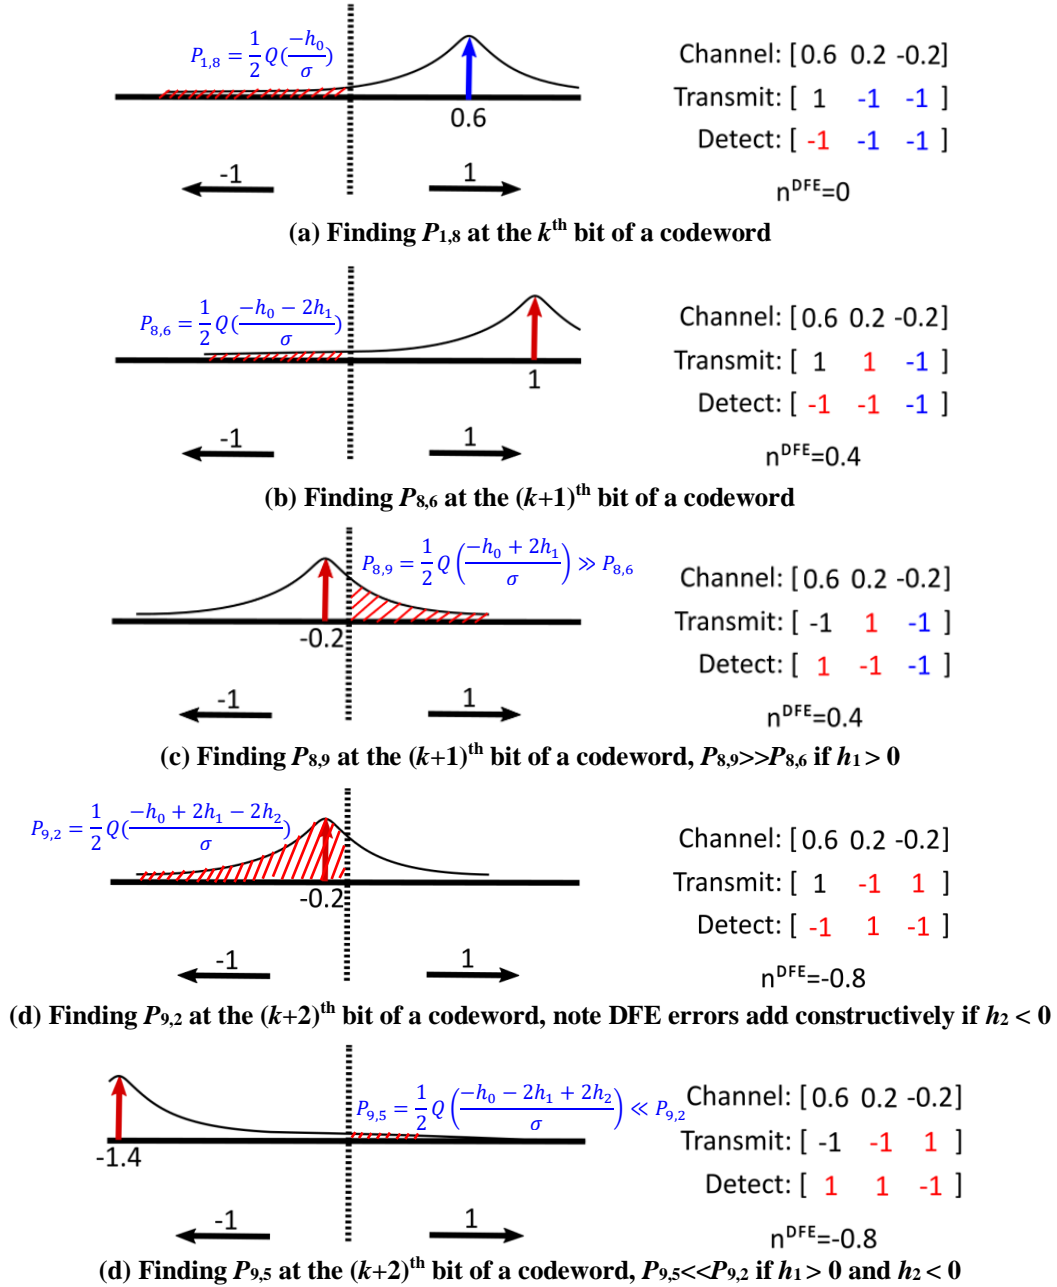 P₁,₈ = 1/2 Q(−h₀/σ)
Channel: [0.6 0.2 -0.2]
Transmit: [ 1 -1 -1 ]
0.6
Detect: [ -1 -1 -1 ]
-1
1
n^DFE=0
(a) Finding P₁,₈ at the kth bit of a codeword
P₈,₆ = 1/2 Q(−h₀ − 2h₁/σ)
Channel: [0.6 0.2 -0.2]
Transmit: [ 1 1 -1 ]
1
Detect: [ -1 -1 -1 ]
-1
1
n^DFE=0.4
(b) Finding P₈,₆ at the (k+1)th bit of a codeword
P₈,₉ = 1/2 Q(−h₀ + 2h₁/σ) ≫ P₈,₆
Channel: [0.6 0.2 -0.2]
Transmit: [ -1 1 -1 ]
-0.2
Detect: [ 1 -1 -1 ]
-1
1
n^DFE=0.4
(c) Finding P₈,₉ at the (k+1)th bit of a codeword, P₈,₉>>P₈,₆ if h₁ > 0
P₉,₂ = 1/2 Q(−h₀ + 2h₁ − 2h₂/σ)
Channel: [0.6 0.2 -0.2]
Transmit: [ 1 -1 1 ]
-0.2
Detect: [ -1 1 -1 ]
-1
1
n^DFE=-0.8
(d) Finding P₉,₂ at the (k+2)th bit of a codeword, note DFE errors add constructively if h₂ < 0
P₉,₅ = 1/2 Q(−h₀ − 2h₁ + 2h₂/σ) ≪ P₉,₂
Channel: [0.6 0.2 -0.2]
Transmit: [ -1 -1 1 ]
-1.4
Detect: [ 1 1 -1 ]
-1
1
n^DFE=-0.8
(d) Finding P₉,₅ at the (k+2)th bit of a codeword, P₉,₅<<P₉,₂ if h₁ > 0 and h₂ < 0